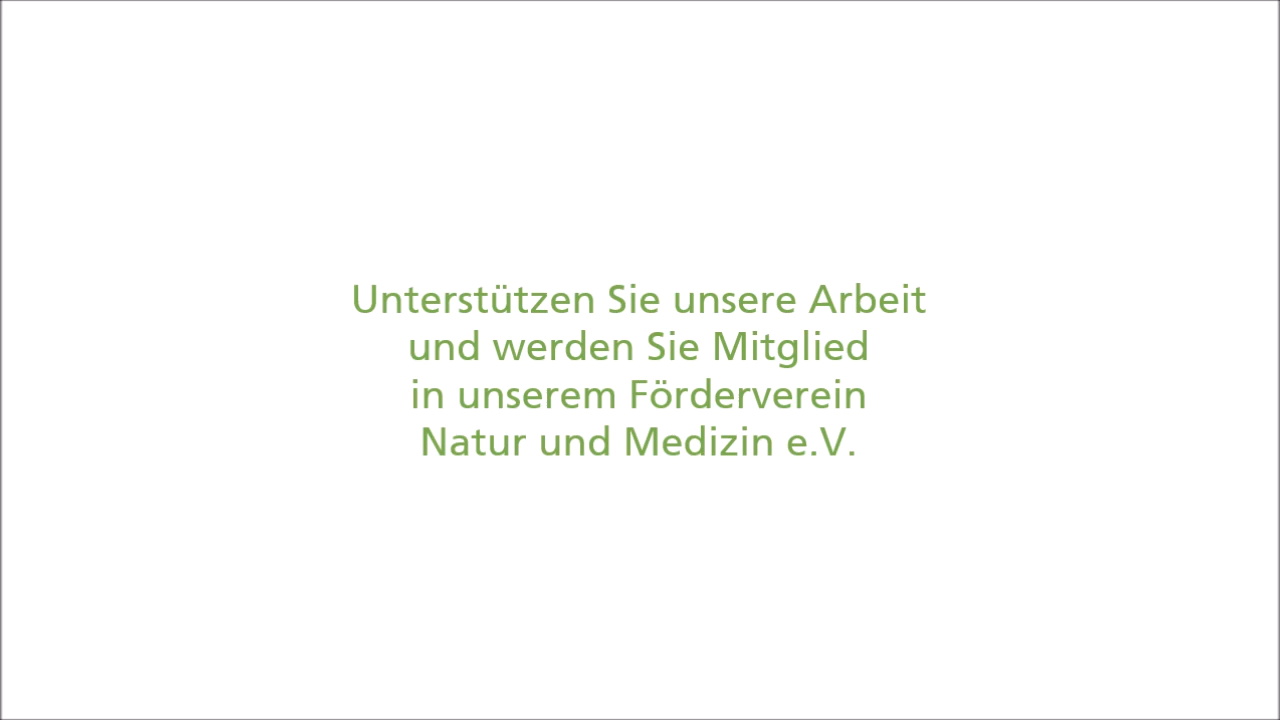 Unterstützen Sie unsere Arbeit
und werden Sie Mitglied
in unserem Förderverein
Natur und Medizin e.V.